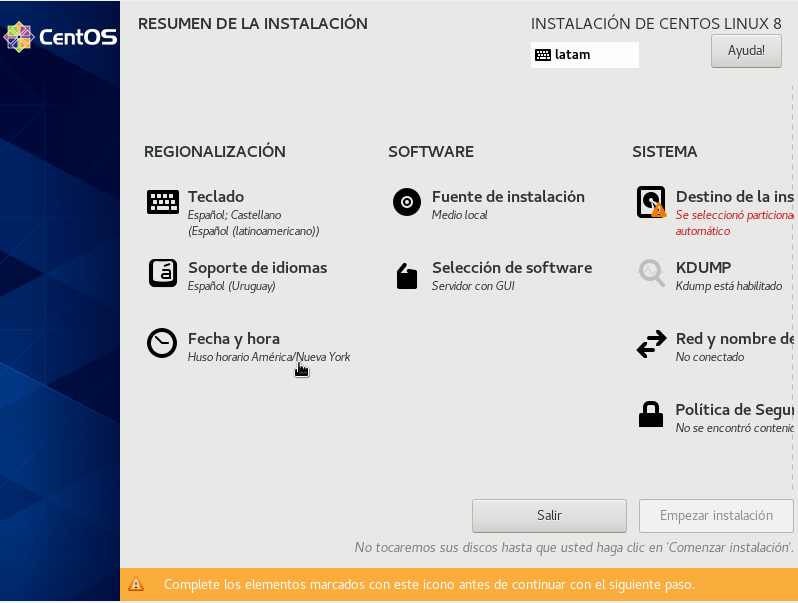 CentOS
RESUMEN DE LA INSTALACIÓN
INSTALACIÓN DE CENTOS LINUX 8
latam
Ayuda!
REGIONALIZACIÓN
Teclado
Español; Castellano
(Español (latinoamericano))
Soporte de idiomas
Español (Uruguay)
Fecha y hora
Huso horario América/Nueva York
SOFTWARE
Fuente de instalación
Medio local
Selección de software
Servidor con GUI
SISTEMA
Destino de la ins
Se seleccionó particiona
automático
KDUMP
Kdump está habilitado
Red y nombre de
No conectado
Política de Segur
No se encontró contenid
Salir
Empezar instalación
No tocaremos sus discos hasta que usted haga clic en 'Comenzar instalación'.
Complete los elementos marcados con este icono antes de continuar con el siguiente paso.